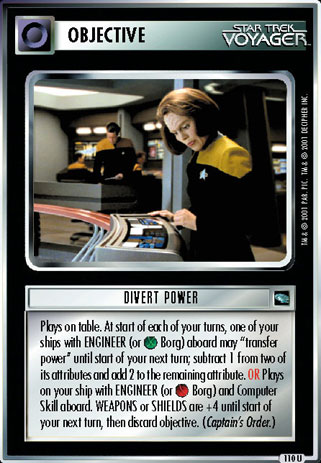 OBJECTIVE
STAR TREK
VOYAGER™
TM & © 2001 PAR. PIC. TM & © 2001 DECIPHER INC.
DIVERT POWER
Plays on table. At start of each of your turns, one of your
ships with ENGINEER (or Borg) aboard may “transfer
power” until start of your next turn; subtract 1 from two of
its attributes and add 2 to the remaining attribute. OR Plays
on your ship with ENGINEER (or Borg) and Computer
Skill aboard. WEAPONS or SHIELDS are +4 until start of
your next turn, then discard objective. (Captain's Order.)
110 U